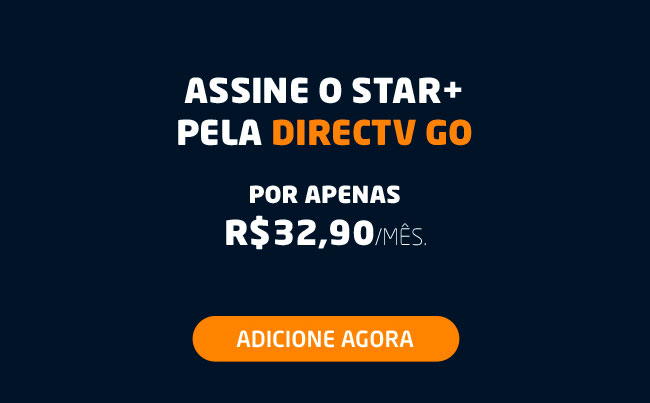 ASSINE O STAR+
PELA DIRECTV GO
POR APENAS
R$32,90/MÊS.
ADICIONE AGORA